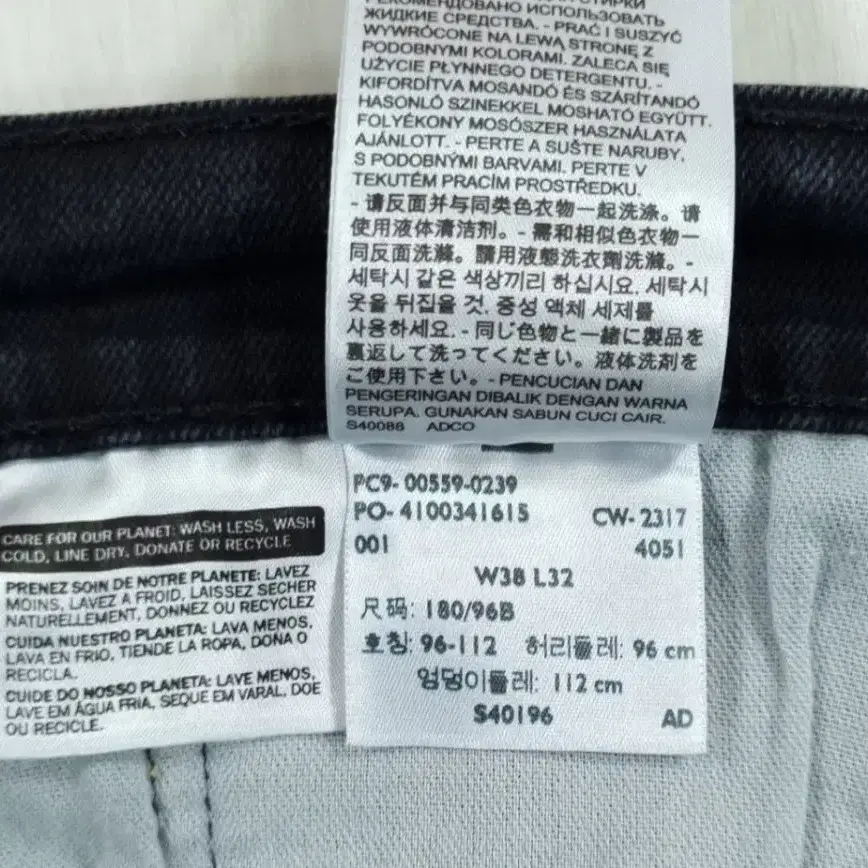 РЕКОМЕНДОВАНО ИСПОЛЬЗОВАТЬ
ЖИДКИЕ СРЕДСТВА. - PRAĆ I SUSZYĆ
WYWRÓCONE NA LEWĄ STRONĘ Z
PODOBNYMI KOLORAMI. ZALECA SIĘ
UŻYCIE PŁYNNEGO DETERGENTU. -
KIFORDÍTVA MOSANDÓ ÉS SZÁRÍTANDÓ
HASONLÓ SZINEKKEL MOSHATÓ EGYÜTT.
FOLYÉKONY MOSÓSZER HASZNÁLATA
AJÁNLOTT. - PERTE A SUŠTE NARUBY,
S PODOBNÝMI BARVAMI. PERTE V
TEKUTÉM PRACÍM PROSTŘEDKU.
- 请反面并与同类色衣物一起洗涤。请
使用液体清洁剂。- 需和相似色衣物一
同反面洗滌。請用液態洗衣劑洗滌。-
세탁시 같은 색상끼리 하십시요. 세탁시
옷을 뒤집을 것. 중성 액체 세제를
사용하세요. - 同じ色物と一緒に製品を
裏返して洗ってください。液体洗剤を
ご使用下さい。- PENCUCIAN DAN
PENGERINGAN DIBALIK DENGAN WARNA
SERUPA. GUNAKAN SABUN CUCI CAIR.
S40088 ADCO
CARE FOR OUR PLANET: WASH LESS, WASH
COLD, LINE DRY, DONATE OR RECYCLE
PRENEZ SOIN DE NOTRE PLANETE: LAVEZ
MOINS, LAVEZ A FROID, LAISSEZ SECHER
NATURELLEMENT, DONNEZ OU RECYCLEZ
CUIDA NUESTRO PLANETA: LAVA MENOS,
LAVA EN FRIO, TIENDE LA ROPA, DONA O
RECICLA.
CUIDE DO NOSSO PLANETA: LAVE MENOS,
LAVE EM ÁGUA FRIA, SEQUE EM VARAL, DOE
OU RECICLE.
PC9- 00559-0239
PO- 4100341615 CW- 2317
001 4051
W38 L32
尺码: 180/96B
호칭: 96-112 허리둘레: 96 cm
엉덩이둘레: 112 cm
S40196 AD